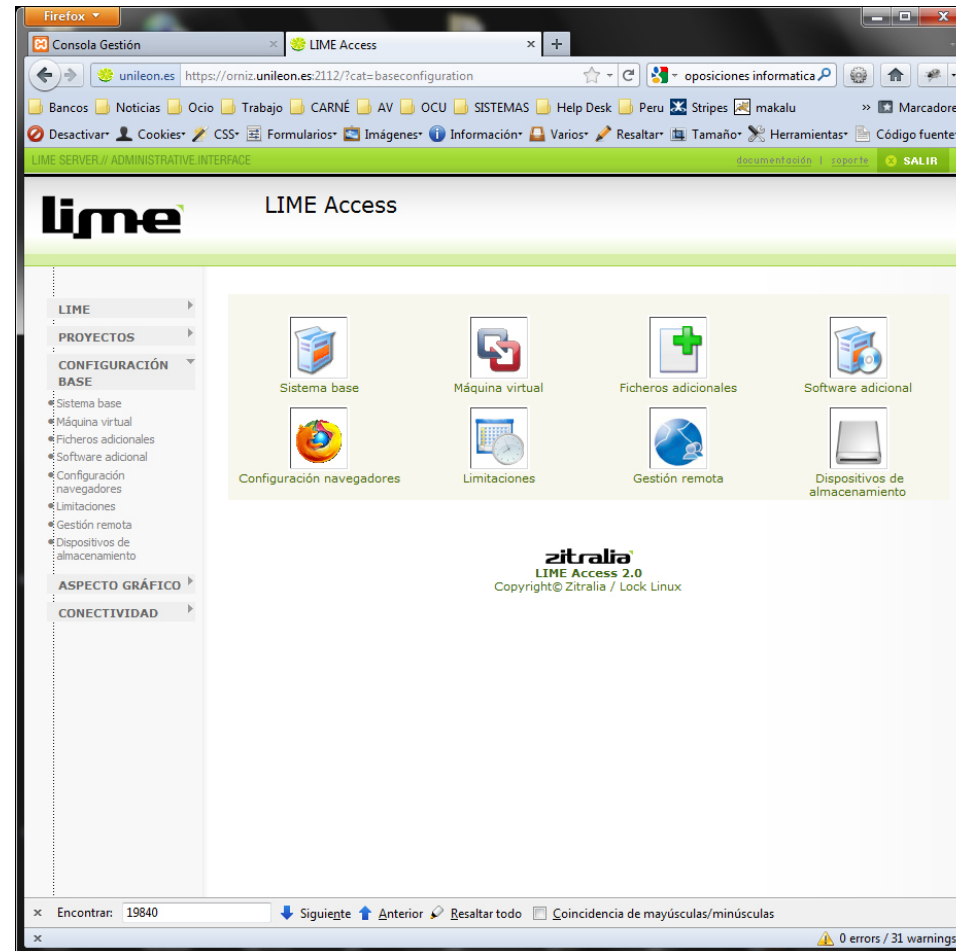 Firefox
Consola Gestión
LIME Access
unileon.es https://orniz.unileon.es:2112/?cat=baseconfiguration
oposiciones informatica
Bancos Noticias Ocio Trabajo CARNÉ AV OCU SISTEMAS Help Desk Peru Stripes makalu » Marcadore
Desactivar Cookies CSS Formularios Imágenes Información Varios Resaltar Tamaño Herramientas Código fuente
LIME SERVER// ADMINISTRATIVE.INTERFACE documentación | soporte SALIR
lime LIME Access
LIME
PROYECTOS
CONFIGURACIÓN
BASE
Sistema base
Máquina virtual
Ficheros adicionales
Software adicional
Configuración
navegadores
Limitaciones
Gestión remota
Dispositivos de
almacenamiento
ASPECTO GRÁFICO
CONECTIVIDAD
Sistema base Máquina virtual Ficheros adicionales Software adicional
Configuración navegadores Limitaciones Gestión remota Dispositivos de
almacenamiento
zitralia
LIME Access 2.0
Copyright© Zitralia / Lock Linux
× Encontrar: 19840 Siguiente Anterior Resaltar todo Coincidencia de mayúsculas/minúsculas
× 0 errors / 31 warnings